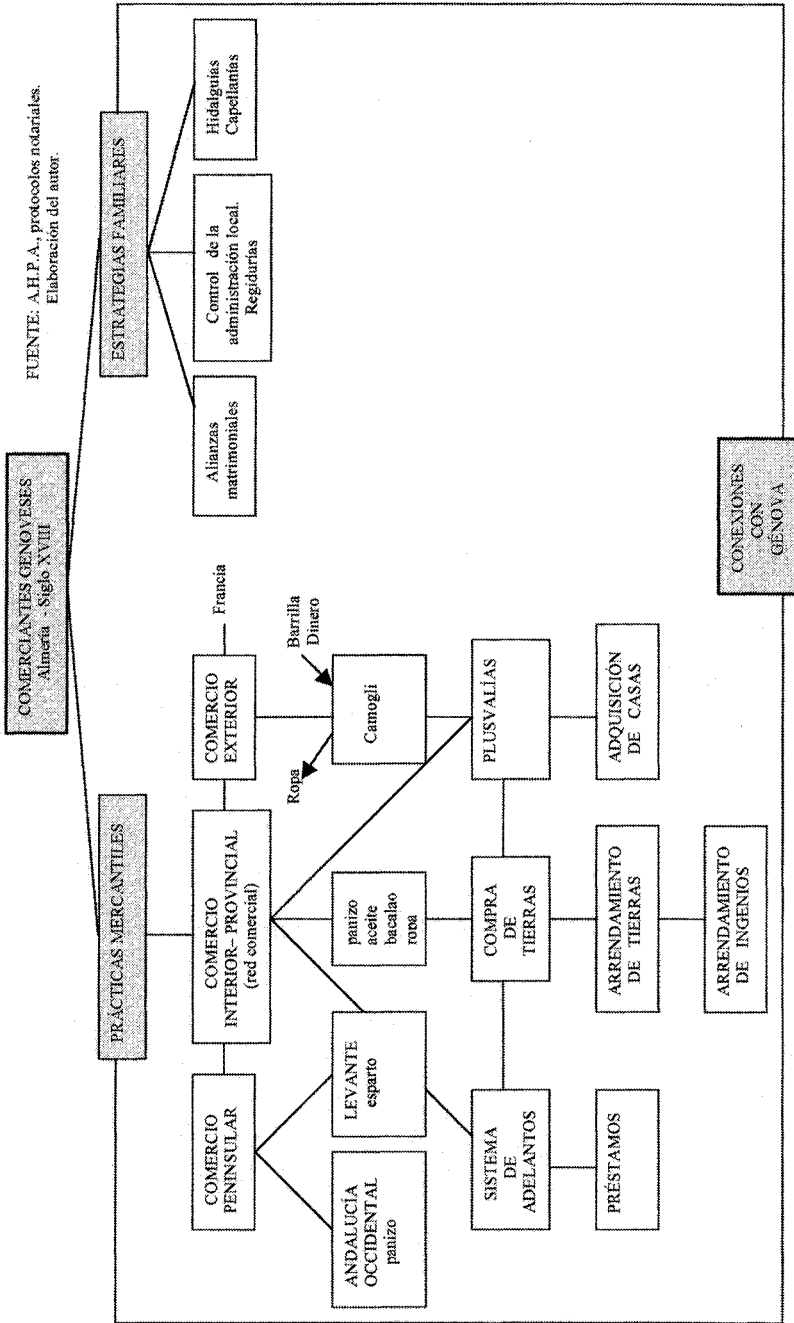 FUENTE: A.H.P.A., protocolos notariales.
Elaboración del autor.
COMERCIANTES GENOVESES
Almería - Siglo XVIII
PRÁCTICAS MERCANTILES
ESTRATEGIAS FAMILIARES
COMERCIO
PENINSULAR
COMERCIO
INTERIOR– PROVINCIAL
(red comercial)
COMERCIO
EXTERIOR
Francia
Alianzas
matrimoniales
Control de la
administración local.
Regidurías
Hidalguías
Capellanías
ANDALUCÍA
OCCIDENTAL
panizo
LEVANTE
esparto
panizo
aceite
bacalao
ropa
Ropa
Camogli
Barrilla
Dinero
SISTEMA
DE
ADELANTOS
COMPRA
DE
TIERRAS
PLUSVALÍAS
PRÉSTAMOS
ARRENDAMIENTO
DE TIERRAS
ADQUISICIÓN
DE CASAS
ARRENDAMIENTO
DE INGENIOS
CONEXIONES
CON
GÉNOVA